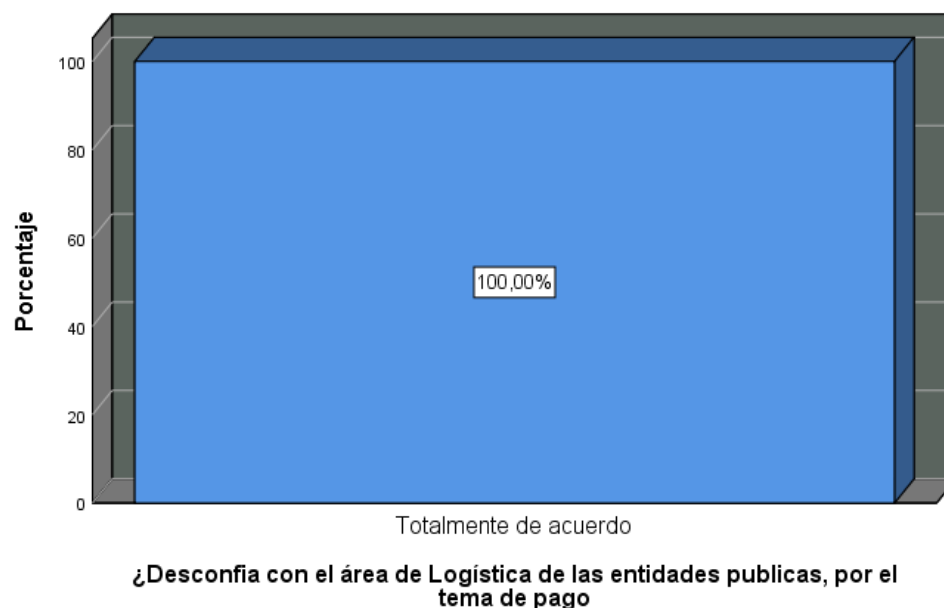 100
80
60
40
20
0
Porcentaje
100,00%
Totalmente de acuerdo
¿Desconfia con el área de Logística de las entidades publicas, por el
tema de pago